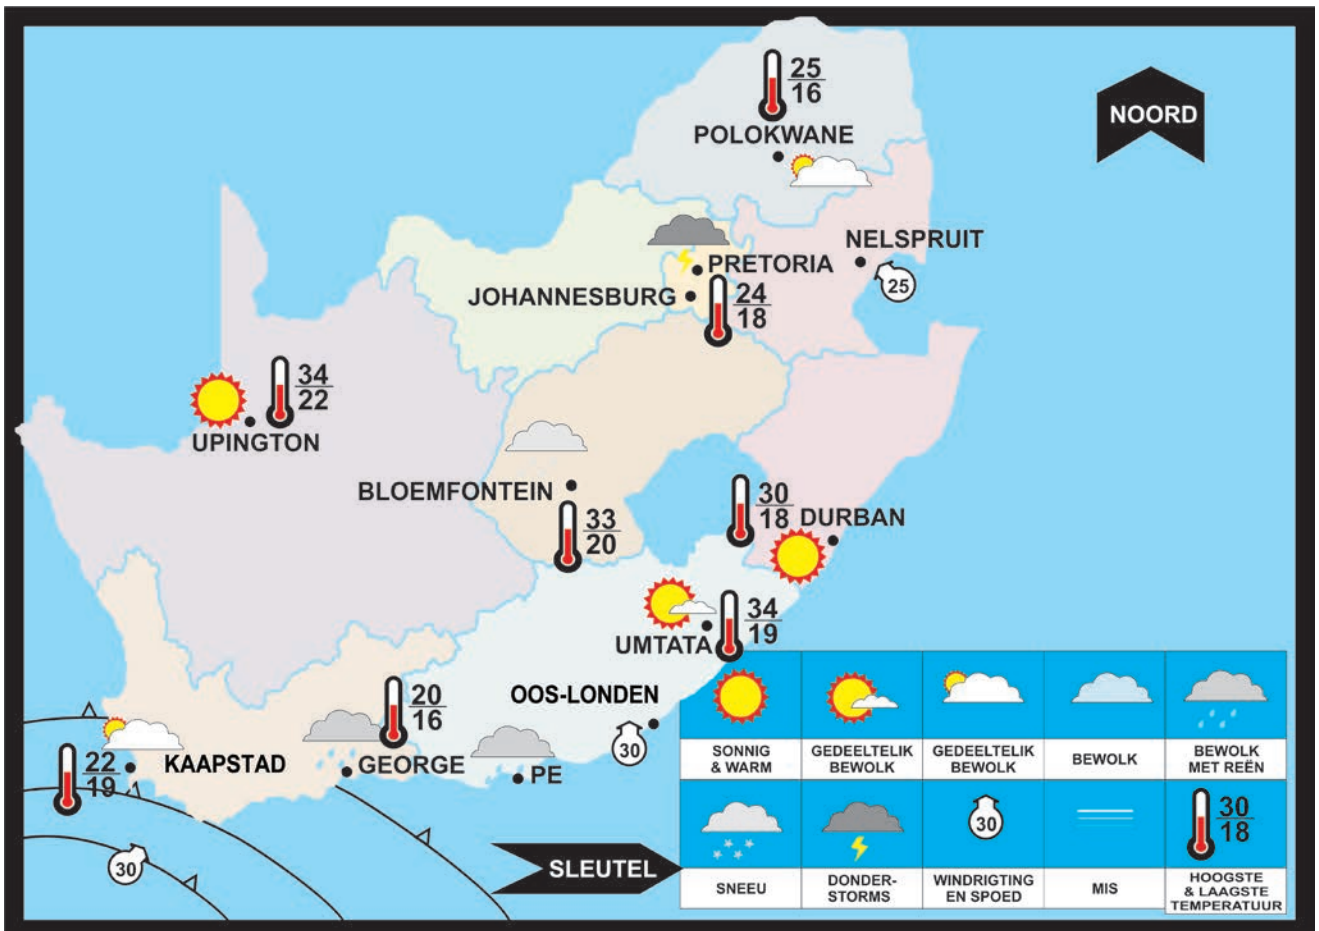 25
16
POLOKWANE
NOORD
NELSPRUIT
25
PRETORIA
JOHANNESBURG
24
18
34
22
UPINGTON
BLOEMFONTEIN
33
20
30
18
DURBAN
34
19
UMTATA
OOS-LONDEN
30
20
16
GEORGE
PE
22
19
KAAPSTAD
30
SLEUTEL
SONNIG
& WARM
GEDEELTELIK
BEWOLK
GEDEELTELIK
BEWOLK
BEWOLK
BEWOLK
MET REËN
30
30
18
SNEEU
DONDER-
STORMS
WINDRIGTING
EN SPOED
MIS
HOOGSTE
& LAAGSTE
TEMPERATUUR